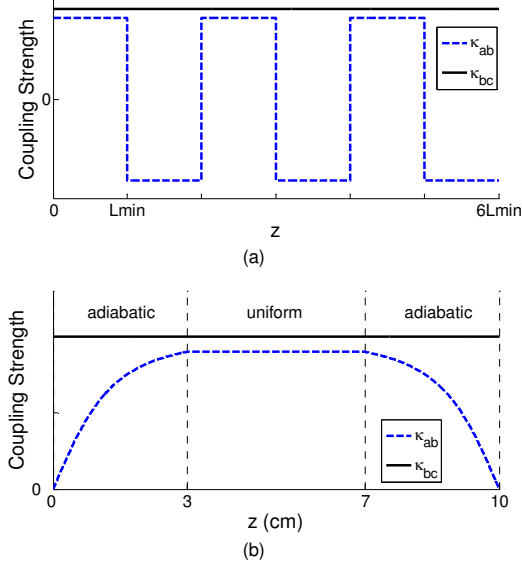 Coupling Strength
0
κab
κbc
0 Lmin 6Lmin
z
(a)
adiabatic uniform adiabatic
Coupling Strength
κab
κbc
0
0 3 7 10
z (cm)
(b)